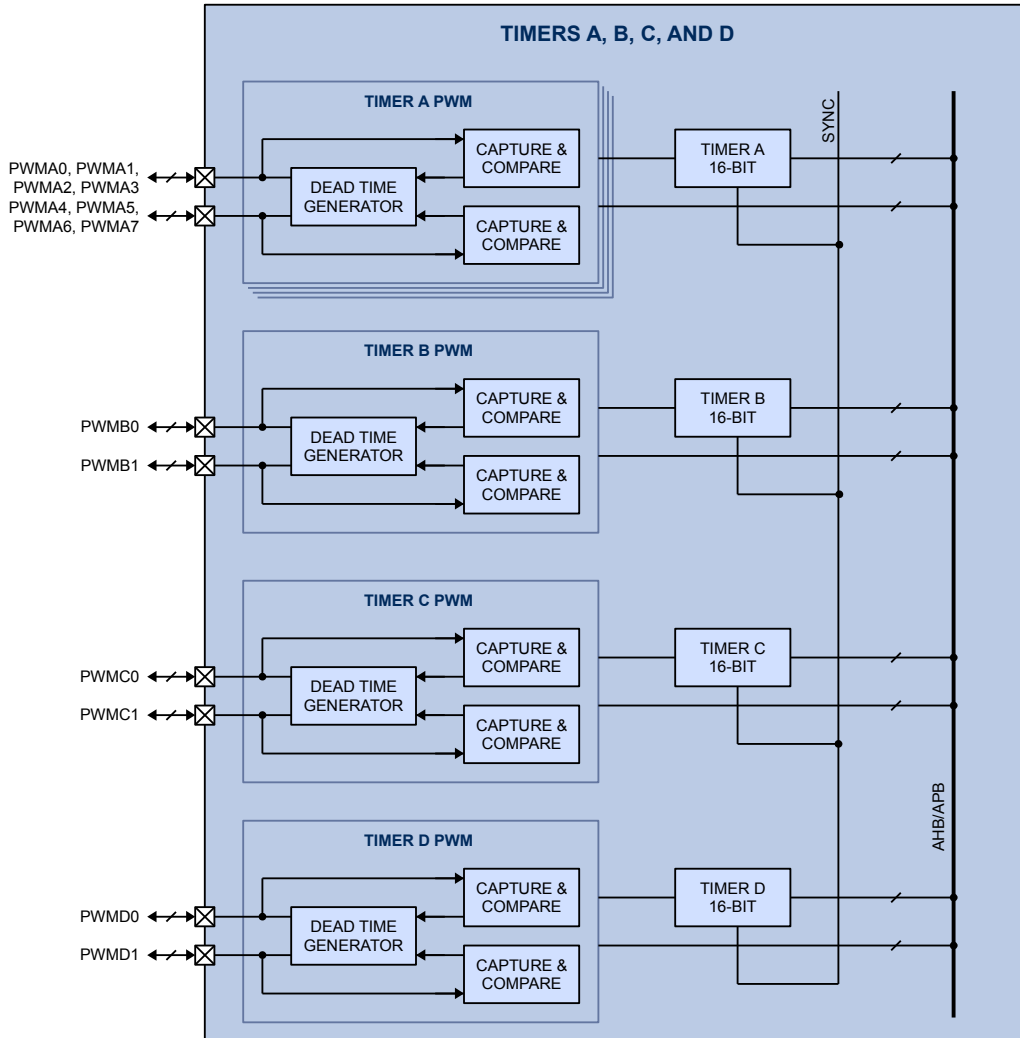 TIMERS A, B, C, AND D
TIMER A PWM
SYNC
PWMA0, PWMA1,
PWMA2, PWMA3
PWMA4, PWMA5,
PWMA6, PWMA7
DEAD TIME
GENERATOR
CAPTURE &
COMPARE
CAPTURE &
COMPARE
TIMER A
16-BIT
TIMER B PWM
PWMB0
PWMB1
DEAD TIME
GENERATOR
CAPTURE &
COMPARE
CAPTURE &
COMPARE
TIMER B
16-BIT
TIMER C PWM
PWMC0
PWMC1
DEAD TIME
GENERATOR
CAPTURE &
COMPARE
CAPTURE &
COMPARE
TIMER C
16-BIT
AHB/APB
TIMER D PWM
PWMD0
PWMD1
DEAD TIME
GENERATOR
CAPTURE &
COMPARE
CAPTURE &
COMPARE
TIMER D
16-BIT